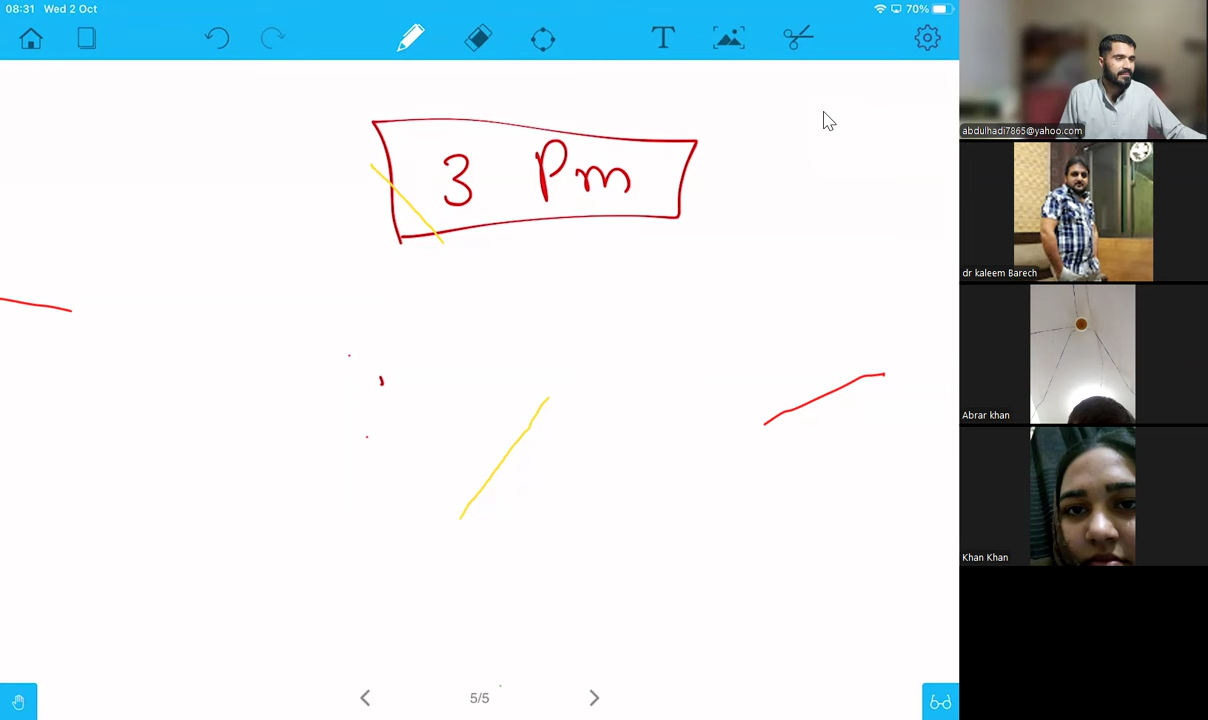 08:31 Wed 2 Oct
70%
T
3 Pm
5/5
abdulhadi7865@yahoo.com
dr kaleem Barech
Abrar khan
Khan Khan